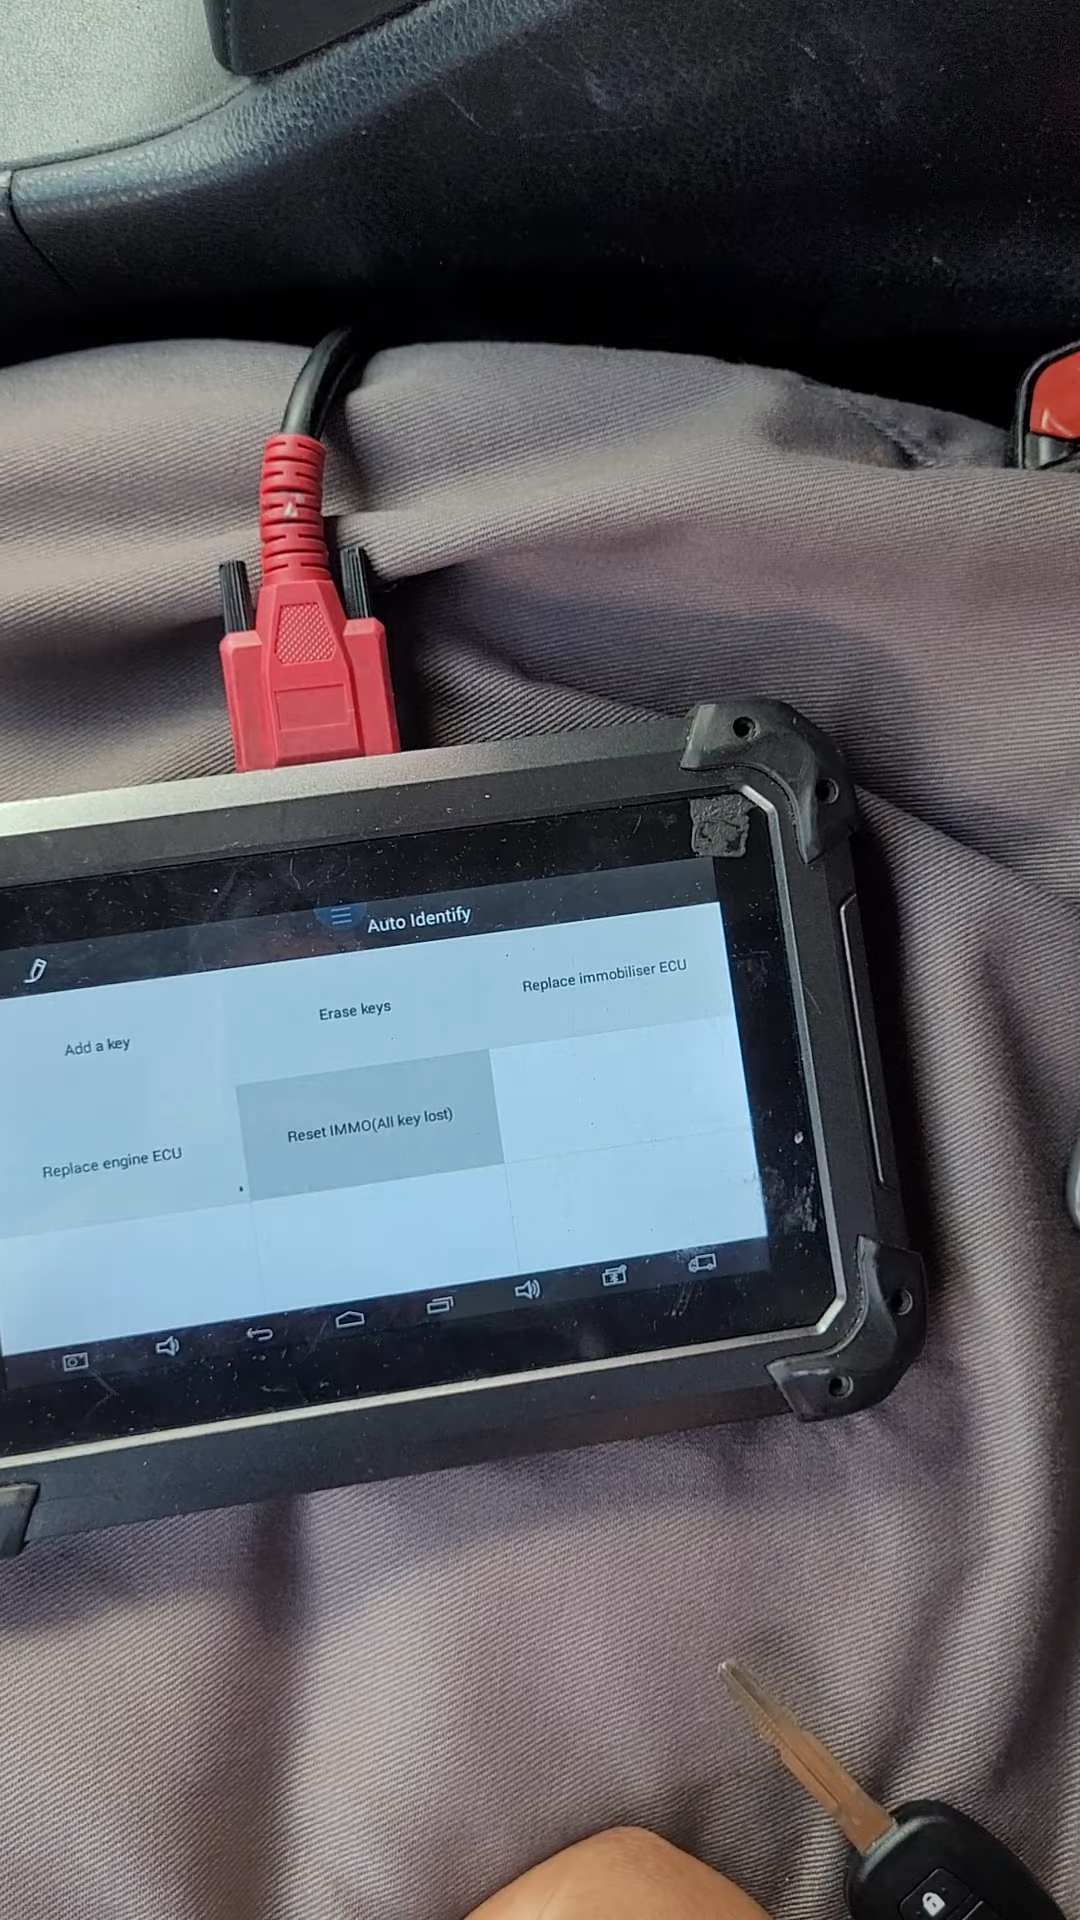 Auto Identify
Add a key
Erase keys
Replace immobiliser ECU
Replace engine ECU
Reset IMMO(All key lost)